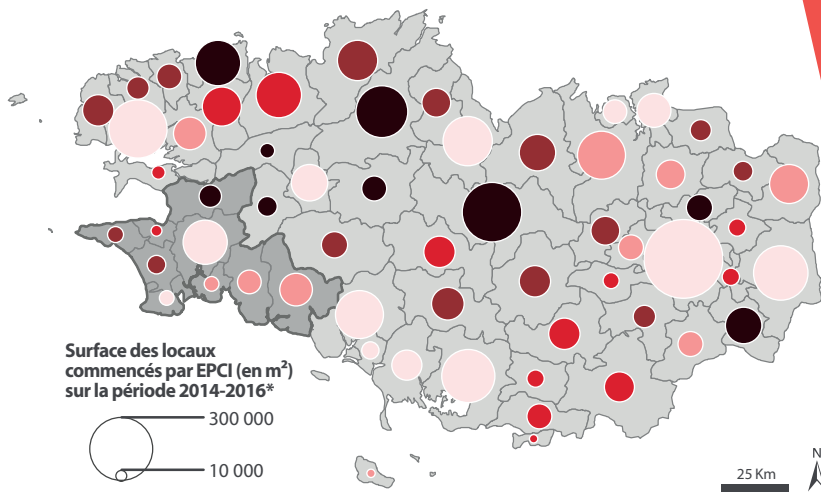 Surface des locaux
commencés par EPCI (en m²)
sur la période 2014-2016*
300 000
10 000
25 Km
N